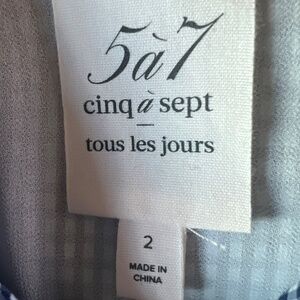 5à7
cinq à sept
tous les jours
2
MADE IN
CHINA